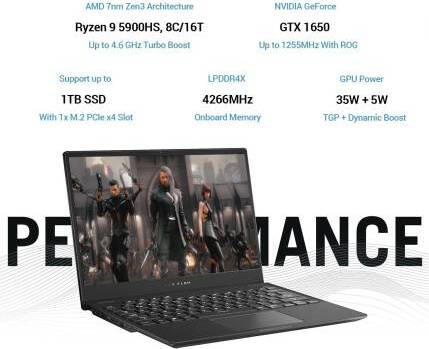 AMD 7nm Zen3 Architecture
Ryzen 9 5900HS, 8C/16T
Up to 4.6 GHz Turbo Boost
NVIDIA GeForce
GTX 1650
Up to 1255MHz With ROG
Support up to
1TB SSD
With 1x M.2 PCIe x4 Slot
LPDDR4X
4266MHz
Onboard Memory
GPU Power
35W + 5W
TGP + Dynamic Boost
PE MANCE